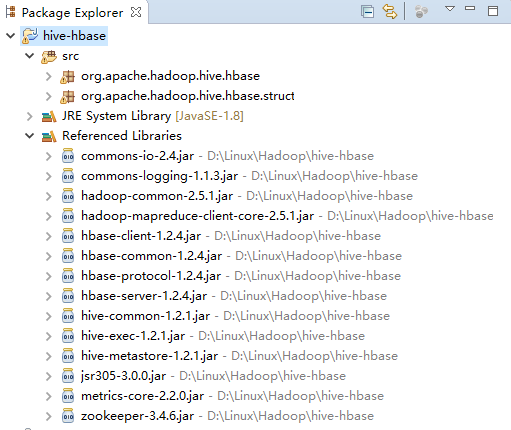 Package Explorer
hive-hbase
src
org.apache.hadoop.hive.hbase
org.apache.hadoop.hive.hbase.struct
JRE System Library [JavaSE-1.8]
Referenced Libraries
commons-io-2.4.jar - D:\Linux\Hadoop\hive-hbase
commons-logging-1.1.3.jar - D:\Linux\Hadoop\hive-hbase
hadoop-common-2.5.1.jar - D:\Linux\Hadoop\hive-hbase
hadoop-mapreduce-client-core-2.5.1.jar - D:\Linux\Hadoop\hive-hbase
hbase-client-1.2.4.jar - D:\Linux\Hadoop\hive-hbase
hbase-common-1.2.4.jar - D:\Linux\Hadoop\hive-hbase
hbase-protocol-1.2.4.jar - D:\Linux\Hadoop\hive-hbase
hbase-server-1.2.4.jar - D:\Linux\Hadoop\hive-hbase
hive-common-1.2.1.jar - D:\Linux\Hadoop\hive-hbase
hive-exec-1.2.1.jar - D:\Linux\Hadoop\hive-hbase
hive-metastore-1.2.1.jar - D:\Linux\Hadoop\hive-hbase
jsr305-3.0.0.jar - D:\Linux\Hadoop\hive-hbase
metrics-core-2.2.0.jar - D:\Linux\Hadoop\hive-hbase
zookeeper-3.4.6.jar - D:\Linux\Hadoop\hive-hbase